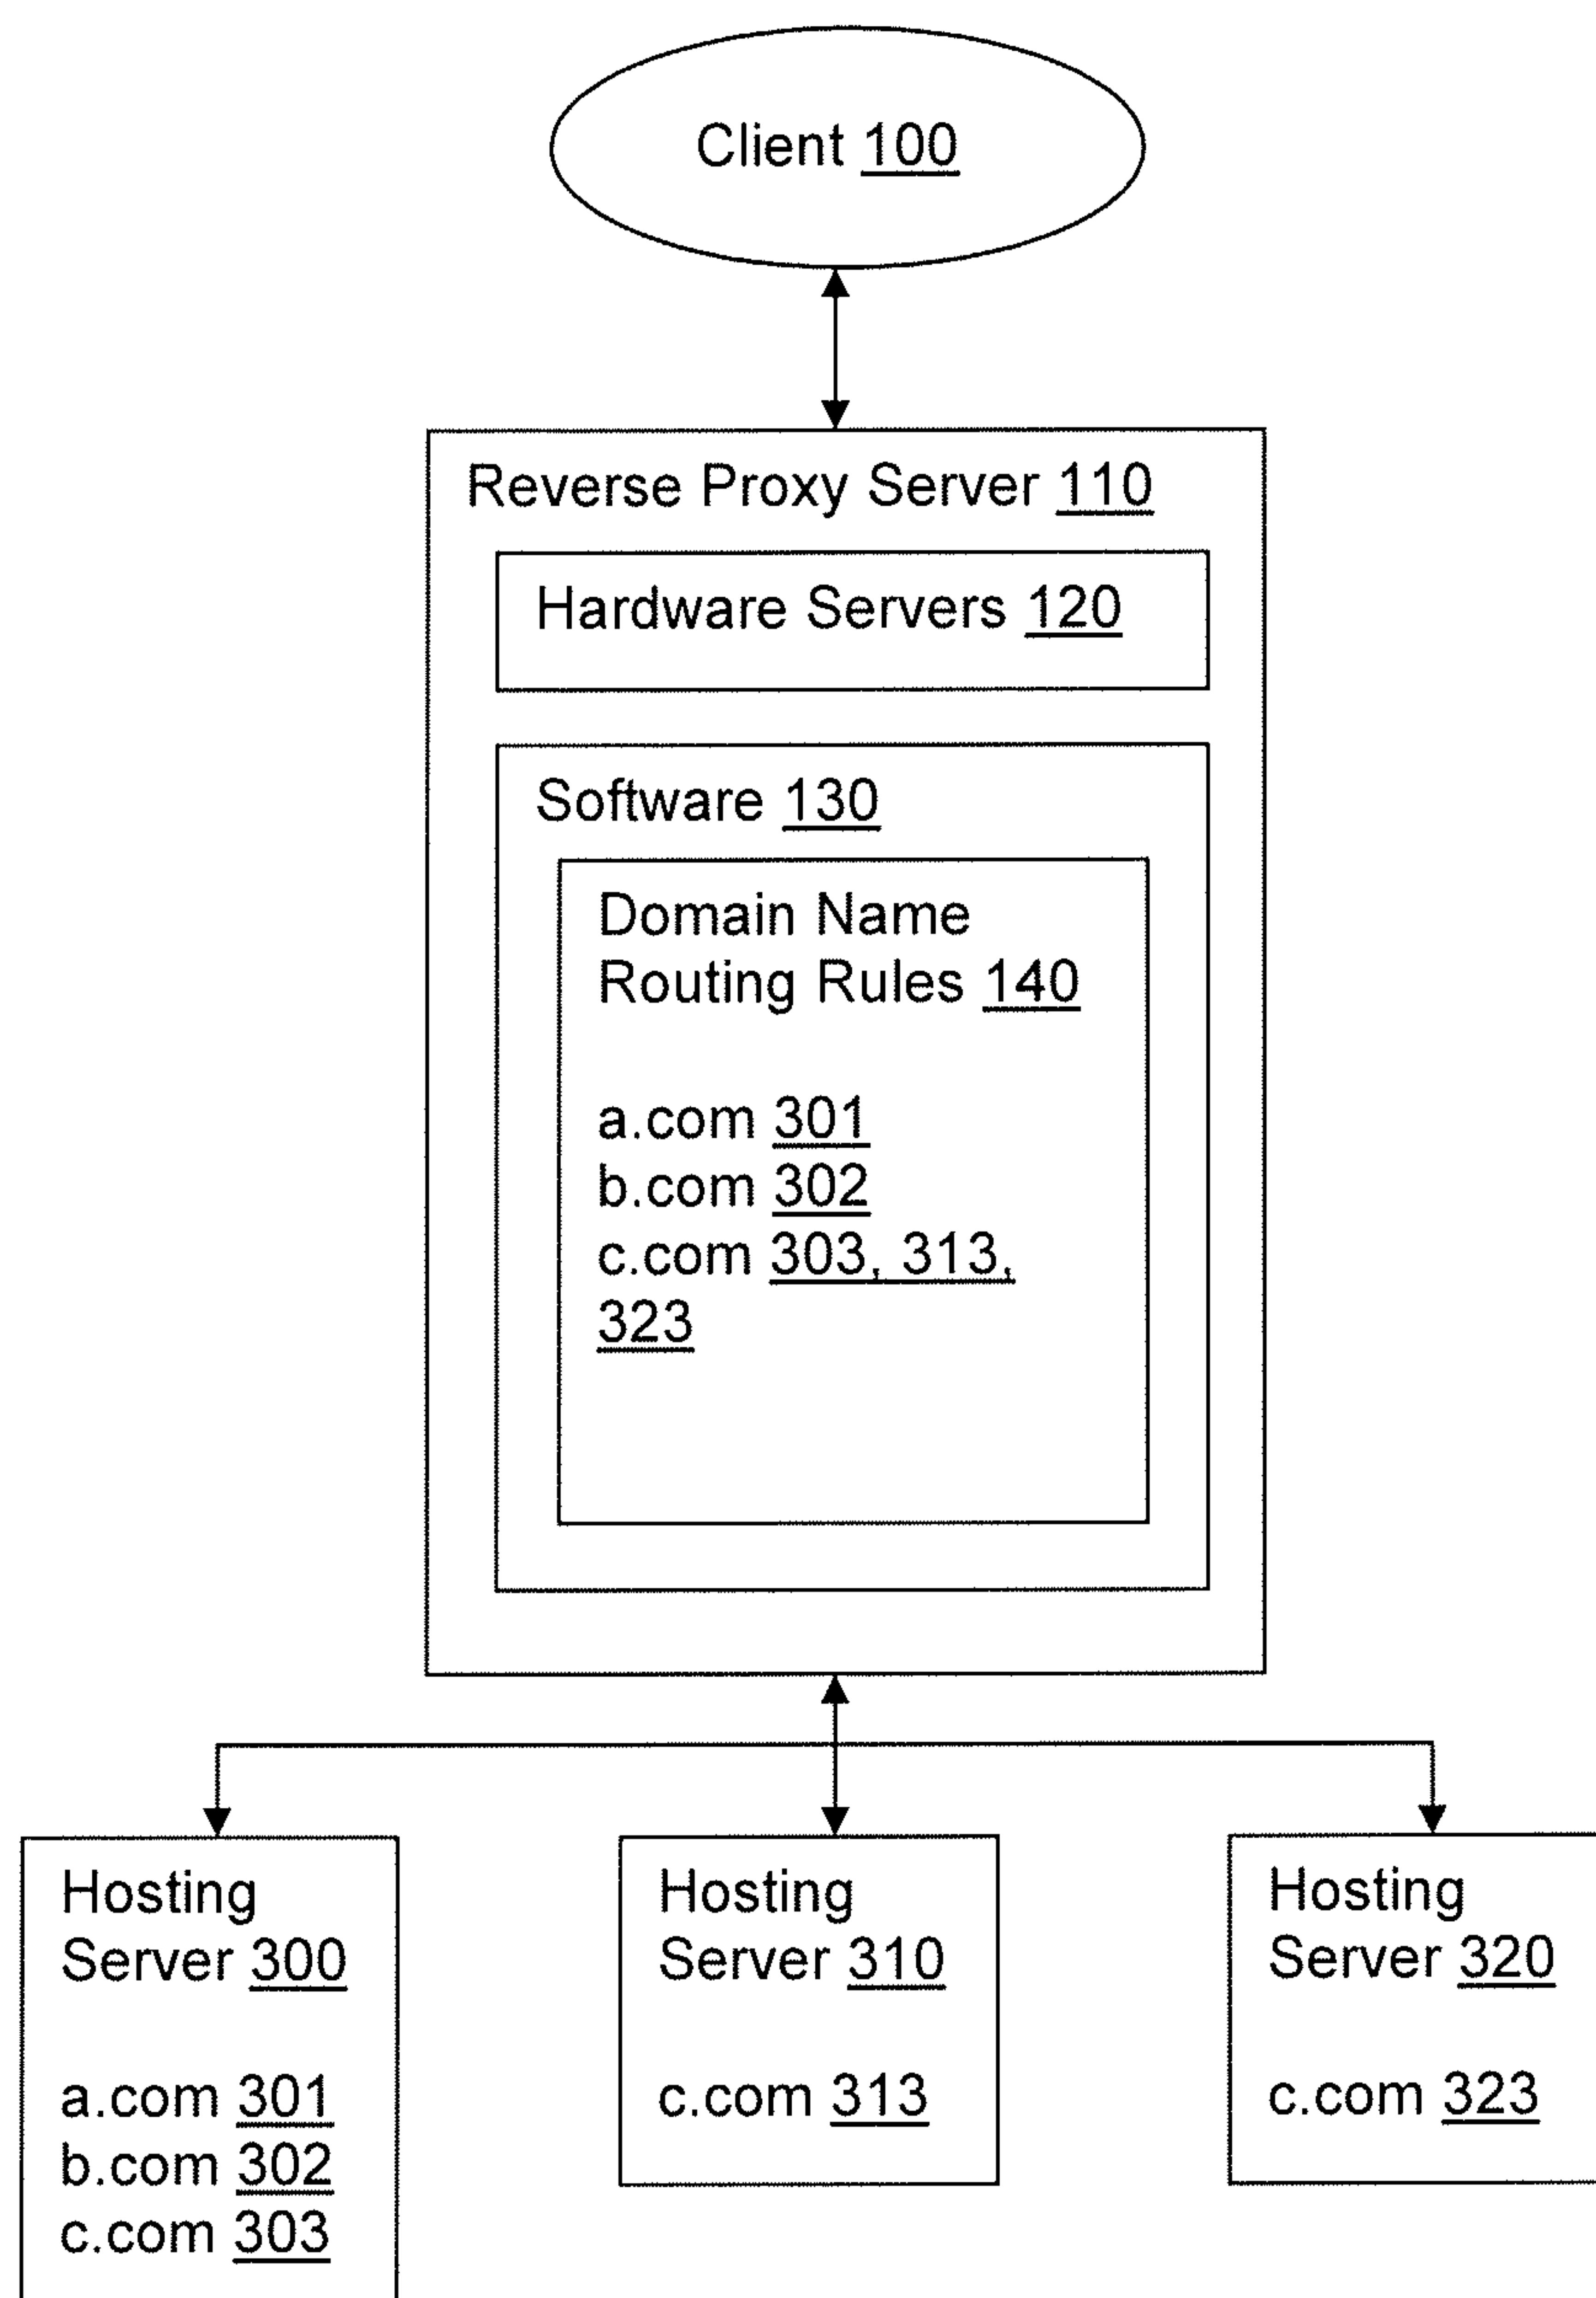 Client 100
Reverse Proxy Server 110
Hardware Servers 120
Software 130
Domain Name
Routing Rules 140
a.com 301
b.com 302
c.com 303, 313,
323
Hosting
Server 300
a.com 301
b.com 302
c.com 303
Hosting
Server 310
c.com 313
Hosting
Server 320
c.com 323